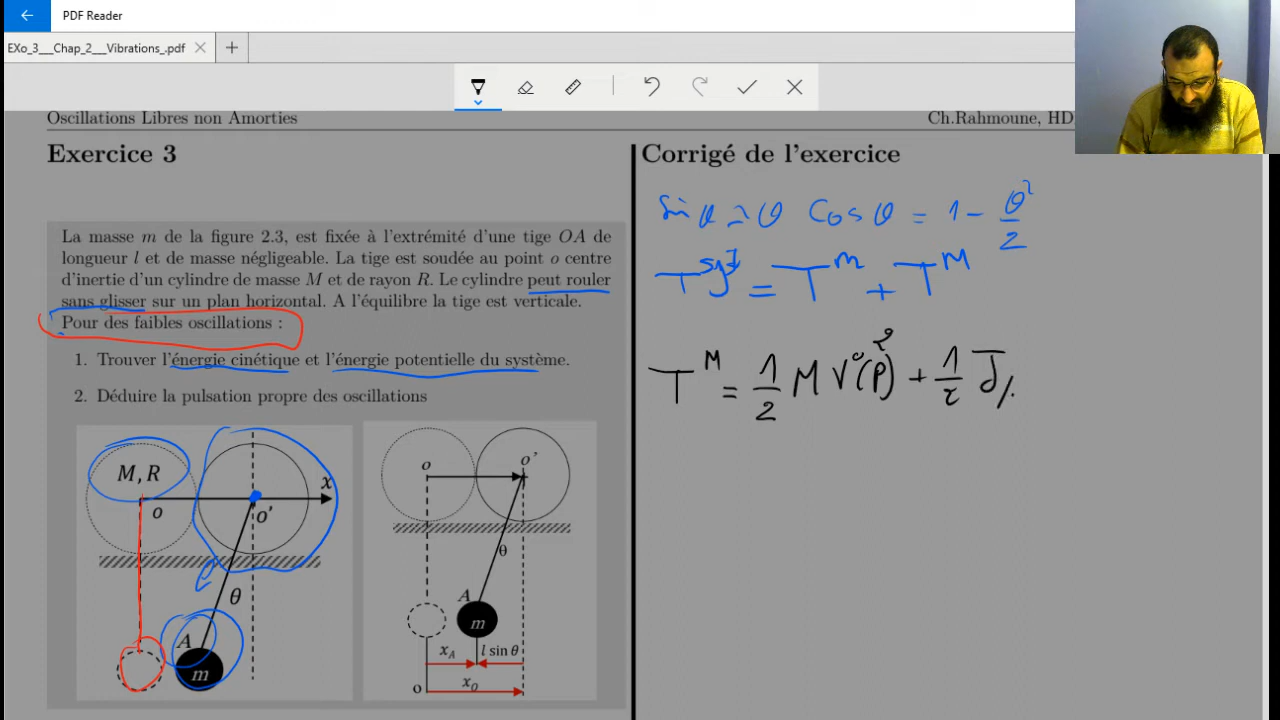 PDF Reader
EXo_3___Chap_2___Vibrations_.pdf
Oscillations Libres non Amorties
Ch.Rahmoune, HD
Exercice 3
La masse m de la figure 2.3, est fixée à l'extrémité d'une tige OA de
longueur l et de masse négligeable. La tige est soudée au point o centre
d'inertie d'un cylindre de masse M et de rayon R. Le cylindre peut rouler
sans glisser sur un plan horizontal. A l'équilibre la tige est verticale.
Pour des faibles oscillations :
1. Trouver l'énergie cinétique et l'énergie potentielle du système.
2. Déduire la pulsation propre des oscillations
M, R
x
o
o'
θ
A
m
o
o'
θ
A
m
x_A
l sin θ
o
x_O
Corrigé de l'exercice
sin θ ≃ θ cos θ = 1 - θ²/2
T^syst = T^m + T^M
T^M = 1/2 M V°(P)² + 1/2 J/.